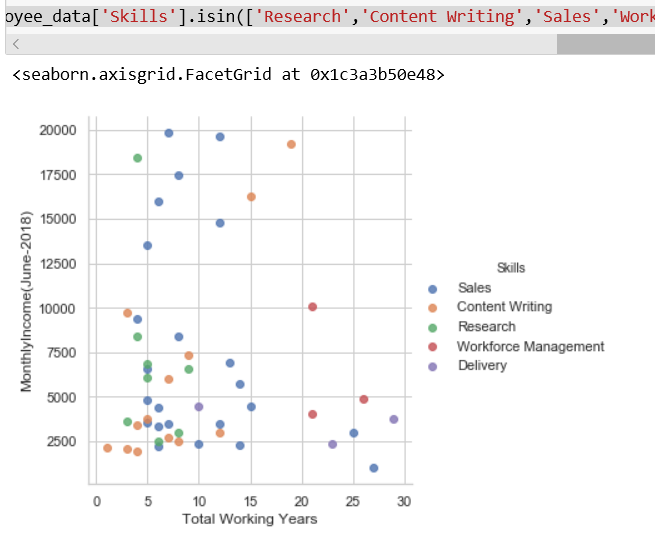 oyee_data['Skills'].isin(['Research','Content Writing','Sales','Work
<seaborn.axisgrid.FacetGrid at 0x1c3a3b50e48>
20000
17500
15000
12500
10000
7500
5000
2500
MonthlyIncome(June-2018)
0 5 10 15 20 25 30
Total Working Years
Skills
Sales
Content Writing
Research
Workforce Management
Delivery